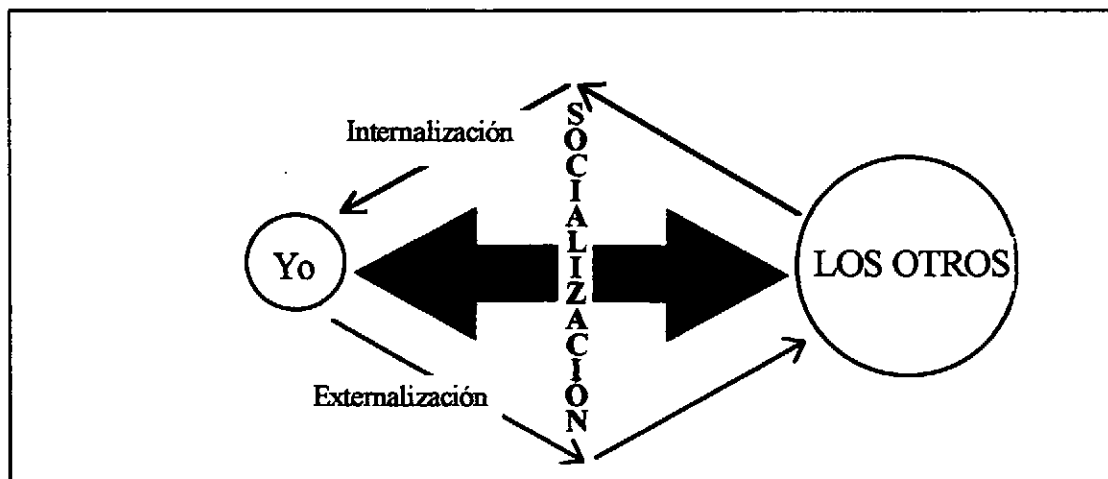 Internalización
SOCIALIZACIÓN
Yo
LOS OTROS
Externalización